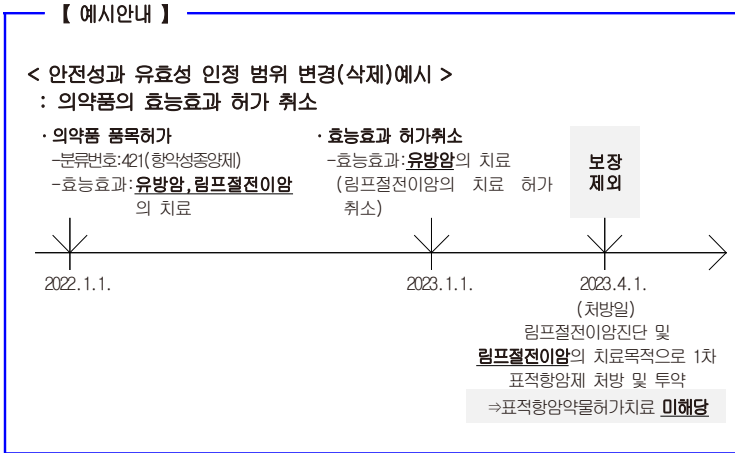 【 예시안내 】
< 안전성과 유효성 인정 범위 변경(삭제)예시 >
: 의약품의 효능효과 허가 취소
· 의약품 품목허가
-분류번호:421(항악성종양제)
-효능효과:유방암,림프절전이암
의 치료
· 효능효과 허가취소
-효능효과:유방암의 치료
(림프절전이암의 치료 허가
취소)
보장
제외
2022.1.1.
2023.1.1.
2023.4.1.
(처방일)
림프절전이암진단 및
림프절전이암의 치료목적으로 1차
표적항암제 처방 및 투약
⇒표적항암약물허가치료 미해당